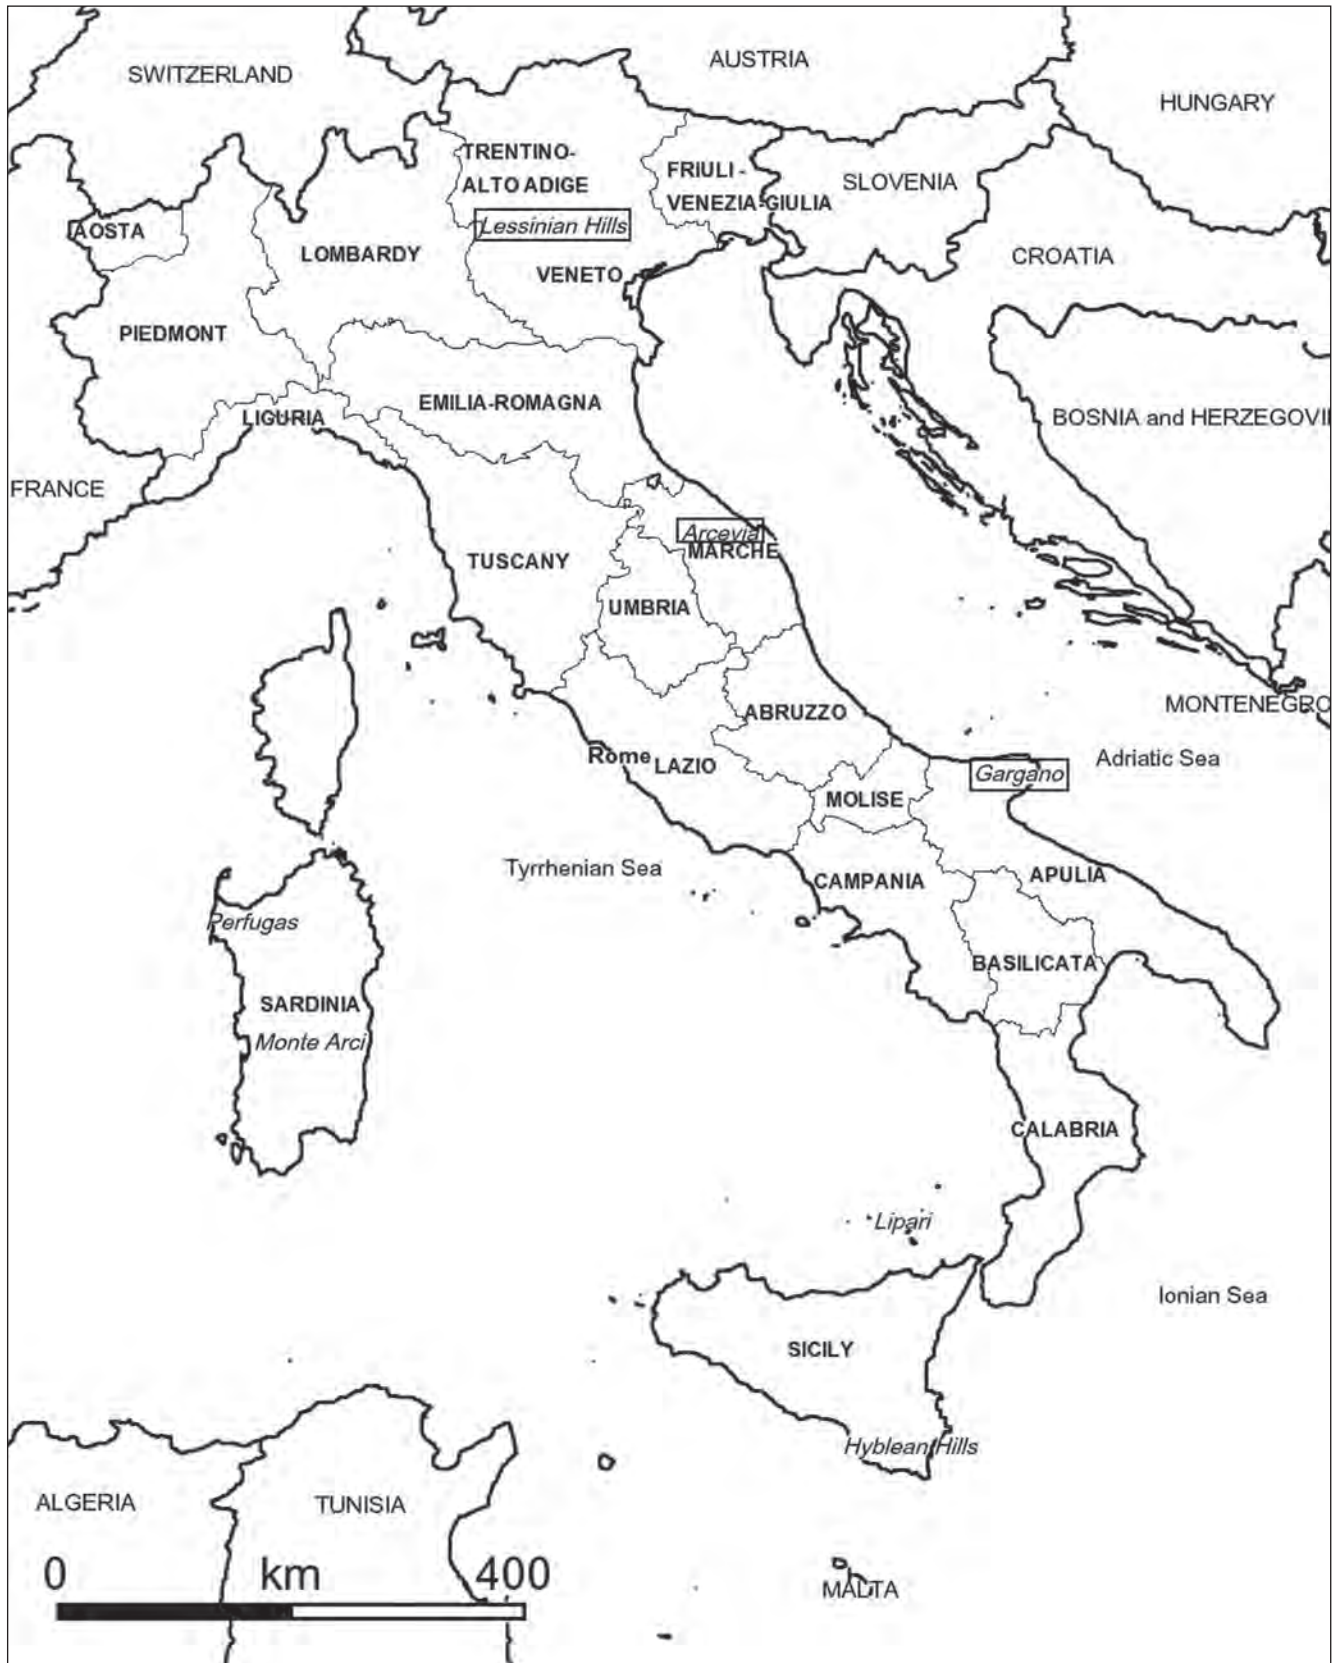 AUSTRIA
SWITZERLAND
HUNGARY
TRENTINO-
ALTO ADIGE
FRIULI -
VENEZIA-GIULIA
SLOVENIA
AOSTA
Lessinian Hills
LOMBARDY
CROATIA
VENETO
PIEDMONT
EMILIA-ROMAGNA
LIGURIA
BOSNIA and HERZEGOVI
FRANCE
Arcevia
MARCHE
TUSCANY
UMBRIA
MONTENEGRO
ABRUZZO
Rome
LAZIO
Adriatic Sea
Gargano
MOLISE
Tyrrhenian Sea
CAMPANIA
APULIA
Perfugas
BASILICATA
SARDINIA
Monte Arci
CALABRIA
Lipari
Ionian Sea
SICILY
Hyblean Hills
ALGERIA
TUNISIA
0 km 400
MALTA